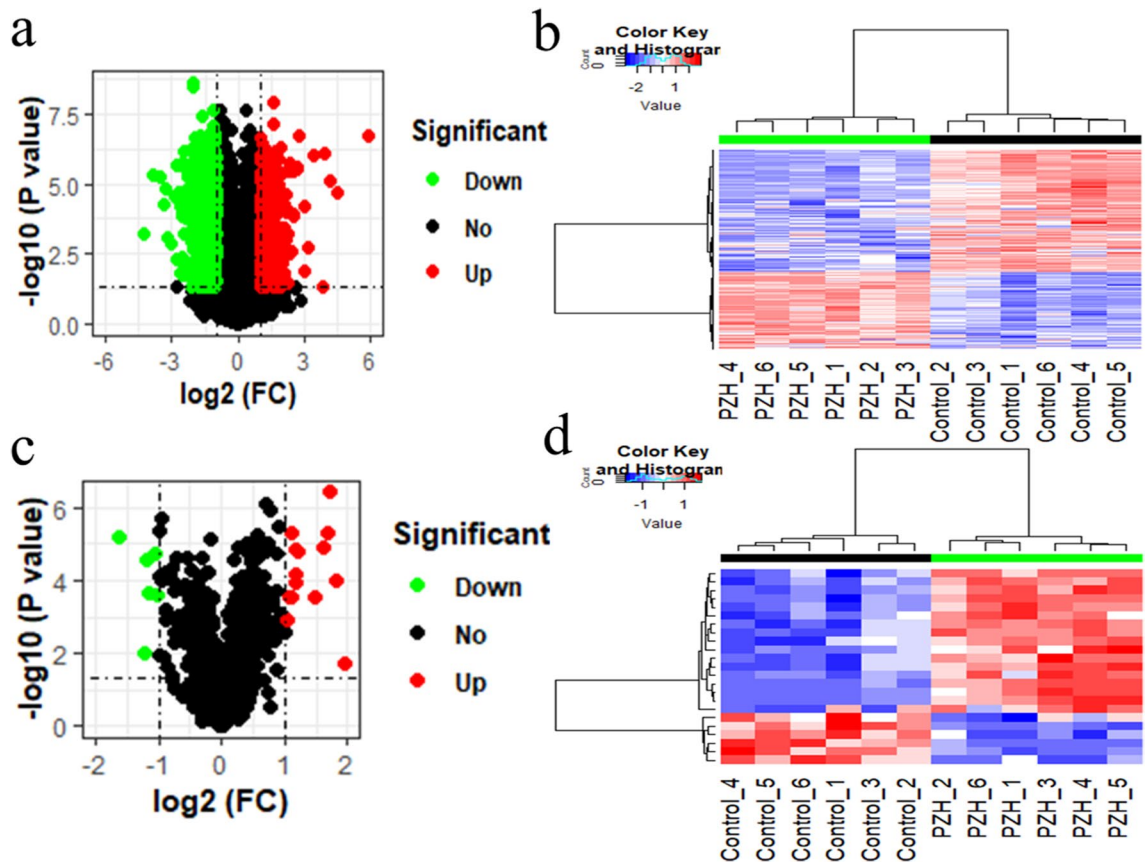 a
7.5
5.0
2.5
0.0
-log10 (P value)
-6
-3
0
3
6
log2 (FC)
Significant
Down
No
Up
b
Color Key
and Histogran
Count
0
-2
1
Value
PZH_4
PZH_6
PZH_5
PZH_1
PZH_2
PZH_3
Control_2
Control_3
Control_1
Control_6
Control_4
Control_5
c
6
4
2
0
-log10 (P value)
-2
-1
0
1
2
log2 (FC)
Significant
Down
No
Up
d
Color Key
and Histogran
Count
0
-1
1
Value
Control_4
Control_5
Control_6
Control_1
Control_3
Control_2
PZH_2
PZH_6
PZH_1
PZH_3
PZH_4
PZH_5